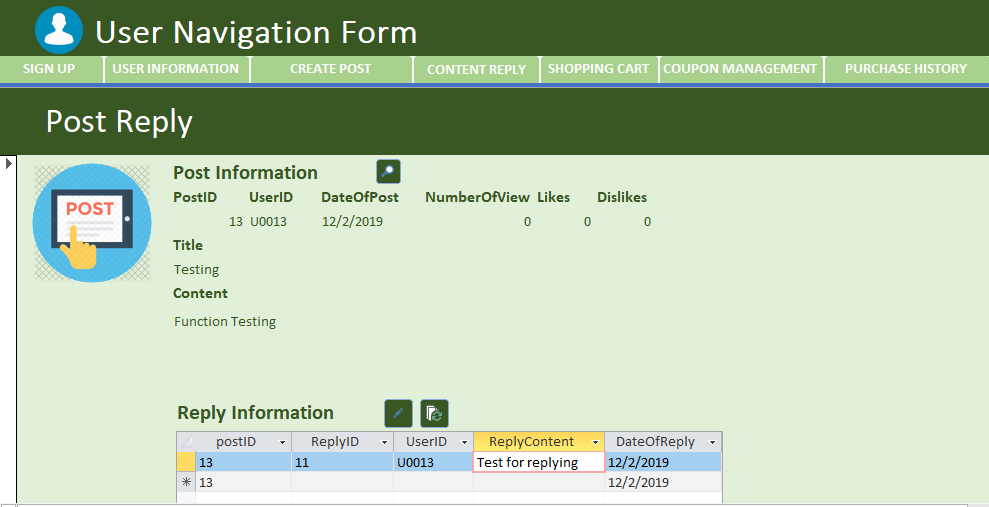 User Navigation Form
SIGN UP USER INFORMATION CREATE POST CONTENT REPLY SHOPPING CART COUPON MANAGEMENT PURCHASE HISTORY
Post Reply
POST
Post Information
PostID UserID DateOfPost NumberOfView Likes Dislikes
13 U0013 12/2/2019 0 0 0
Title
Testing
Content
Function Testing
Reply Information
postID ReplyID UserID ReplyContent DateOfReply
13 11 U0013 Test for replying 12/2/2019
13 12/2/2019